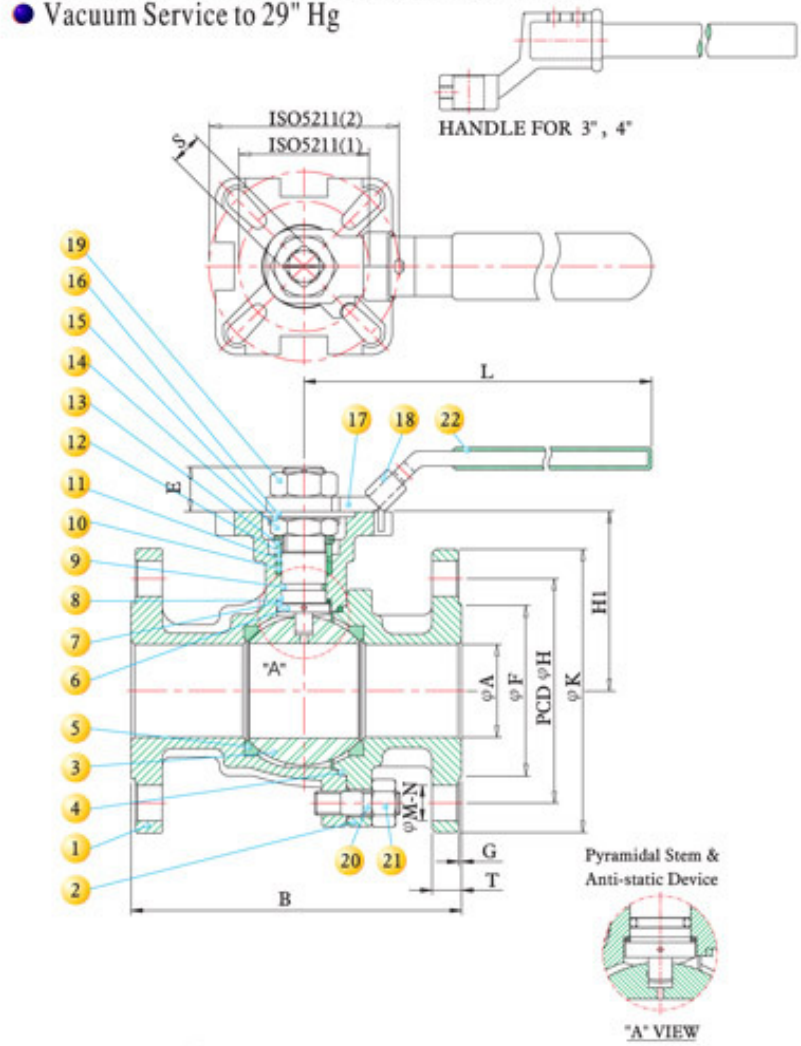 Vacuum Service to 29" Hg
HANDLE FOR 3", 4"
ISO5211(2)
ISO5211(1)
S
19
16
15
14
13
12
11
10
9
8
7
6
5
3
4
1
2
L
17
18
22
E
H1
"A"
φA
φF
PCD φH
φK
φM-N
20
21
G
T
B
Pyramidal Stem &
Anti-static Device
"A" VIEW